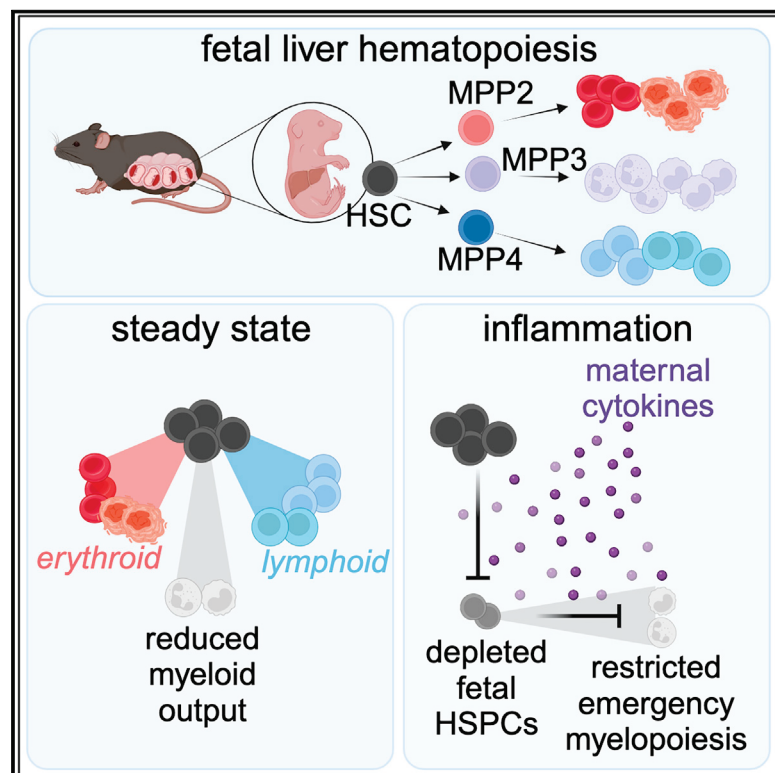 fetal liver hematopoiesis
MPP2
MPP3
HSC
MPP4
steady state
erythroid
lymphoid
reduced
myeloid
output
inflammation
maternal
cytokines
depleted
fetal
HSPCs
restricted
emergency
myelopoiesis